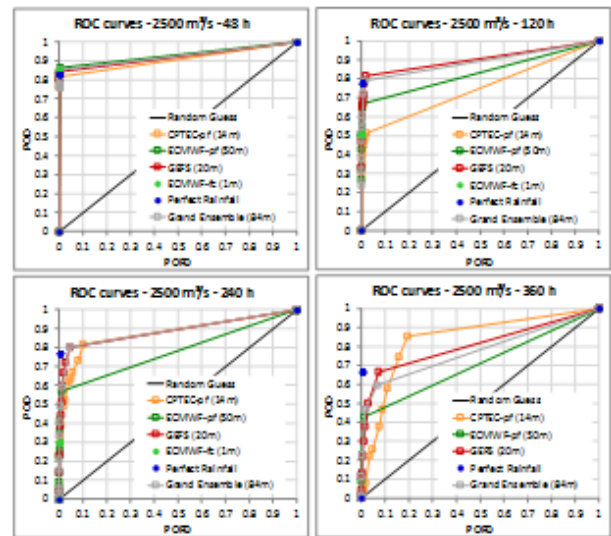 ROC curves - 2500 m³/s - 48 h
1
0.9
0.8
0.7
0.6
0.5
0.4
0.3
0.2
0.1
0
POD
Random Guess
CPTEC-pf (14m)
ECMWF-pf (50m)
GEFS (20m)
ECMWF-fc (1m)
Perfect Rainfall
Grand Ensemble (84m)
0 0.1 0.2 0.3 0.4 0.5 0.6 0.7 0.8 0.9 1
POFD
ROC curves - 2500 m³/s - 120 h
1
0.9
0.8
0.7
0.6
0.5
0.4
0.3
0.2
0.1
0
POD
Random Guess
CPTEC-pf (14m)
ECMWF-pf (50m)
GEFS (20m)
ECMWF-fc (1m)
Perfect Rainfall
Grand Ensemble (84m)
0 0.1 0.2 0.3 0.4 0.5 0.6 0.7 0.8 0.9 1
POFD
ROC curves - 2500 m³/s - 240 h
1
0.9
0.8
0.7
0.6
0.5
0.4
0.3
0.2
0.1
0
POD
Random Guess
CPTEC-pf (14m)
ECMWF-pf (50m)
GEFS (20m)
ECMWF-fc (1m)
Perfect Rainfall
Grand Ensemble (84m)
0 0.1 0.2 0.3 0.4 0.5 0.6 0.7 0.8 0.9 1
POFD
ROC curves - 2500 m³/s - 360 h
1
0.9
0.8
0.7
0.6
0.5
0.4
0.3
0.2
0.1
0
POD
Random Guess
CPTEC-pf (14m)
ECMWF-pf (50m)
GEFS (20m)
ECMWF-fc (1m)
Perfect Rainfall
Grand Ensemble (84m)
0 0.1 0.2 0.3 0.4 0.5 0.6 0.7 0.8 0.9 1
POFD